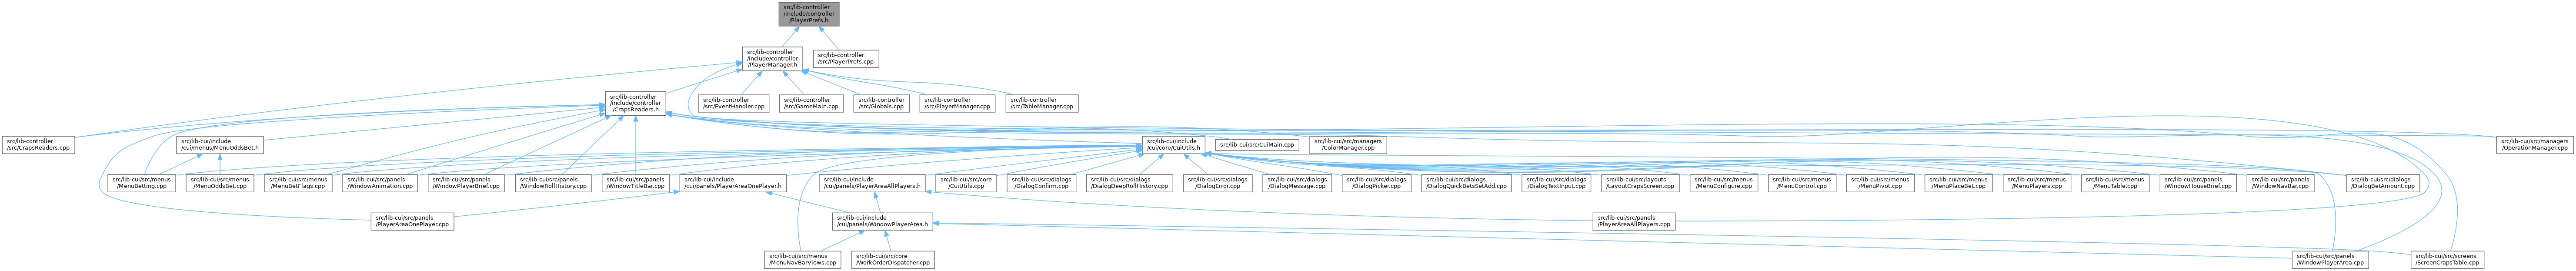 src/lib-controller
/include/controller
/PlayerPrefs.h
src/lib-controller
/include/controller
/PlayerManager.h
src/lib-controller
/src/PlayerPrefs.cpp
src/lib-controller
/include/controller
/CrapsReaders.h
src/lib-controller
/src/EventHandler.cpp
src/lib-controller
/src/GameMain.cpp
src/lib-controller
/src/Globals.cpp
src/lib-controller
/src/PlayerManager.cpp
src/lib-controller
/src/TableManager.cpp
src/lib-controller
/src/CrapsReaders.cpp
src/lib-cui/include
/cui/menus/MenuOddsBet.h
src/lib-cui/include
/cui/core/CuiUtils.h
src/lib-cui/src/CuiMain.cpp
src/lib-cui/src/managers
/ColorManager.cpp
src/lib-cui/src/managers
/OperationManager.cpp
src/lib-cui/src/menus
/MenuBetting.cpp
src/lib-cui/src/menus
/MenuOddsBet.cpp
src/lib-cui/src/menus
/MenuBetFlags.cpp
src/lib-cui/src/panels
/WindowAnimation.cpp
src/lib-cui/src/panels
/WindowPlayerBrief.cpp
src/lib-cui/src/panels
/WindowRollHistory.cpp
src/lib-cui/src/panels
/WindowTitleBar.cpp
src/lib-cui/include
/cui/panels/PlayerAreaOnePlayer.h
src/lib-cui/include
/cui/panels/PlayerAreaAllPlayers.h
src/lib-cui/src/core
/CuiUtils.cpp
src/lib-cui/src/dialogs
/DialogConfirm.cpp
src/lib-cui/src/dialogs
/DialogDeepRollHistory.cpp
src/lib-cui/src/dialogs
/DialogError.cpp
src/lib-cui/src/dialogs
/DialogMessage.cpp
src/lib-cui/src/dialogs
/DialogPicker.cpp
src/lib-cui/src/dialogs
/DialogQuickBetsSetAdd.cpp
src/lib-cui/src/dialogs
/DialogTextInput.cpp
src/lib-cui/src/layouts
/LayoutCrapsScreen.cpp
src/lib-cui/src/menus
/MenuConfigure.cpp
src/lib-cui/src/menus
/MenuControl.cpp
src/lib-cui/src/menus
/MenuPivot.cpp
src/lib-cui/src/menus
/MenuPlaceBet.cpp
src/lib-cui/src/menus
/MenuPlayers.cpp
src/lib-cui/src/menus
/MenuTable.cpp
src/lib-cui/src/panels
/WindowHouseBrief.cpp
src/lib-cui/src/panels
/WindowNavBar.cpp
src/lib-cui/src/dialogs
/DialogBetAmount.cpp
src/lib-cui/src/panels
/PlayerAreaOnePlayer.cpp
src/lib-cui/include
/cui/panels/WindowPlayerArea.h
src/lib-cui/src/panels
/PlayerAreaAllPlayers.cpp
src/lib-cui/src/menus
/MenuNavBarViews.cpp
src/lib-cui/src/core
/WorkOrderDispatcher.cpp
src/lib-cui/src/panels
/WindowPlayerArea.cpp
src/lib-cui/src/screens
/ScreenCrapsTable.cpp